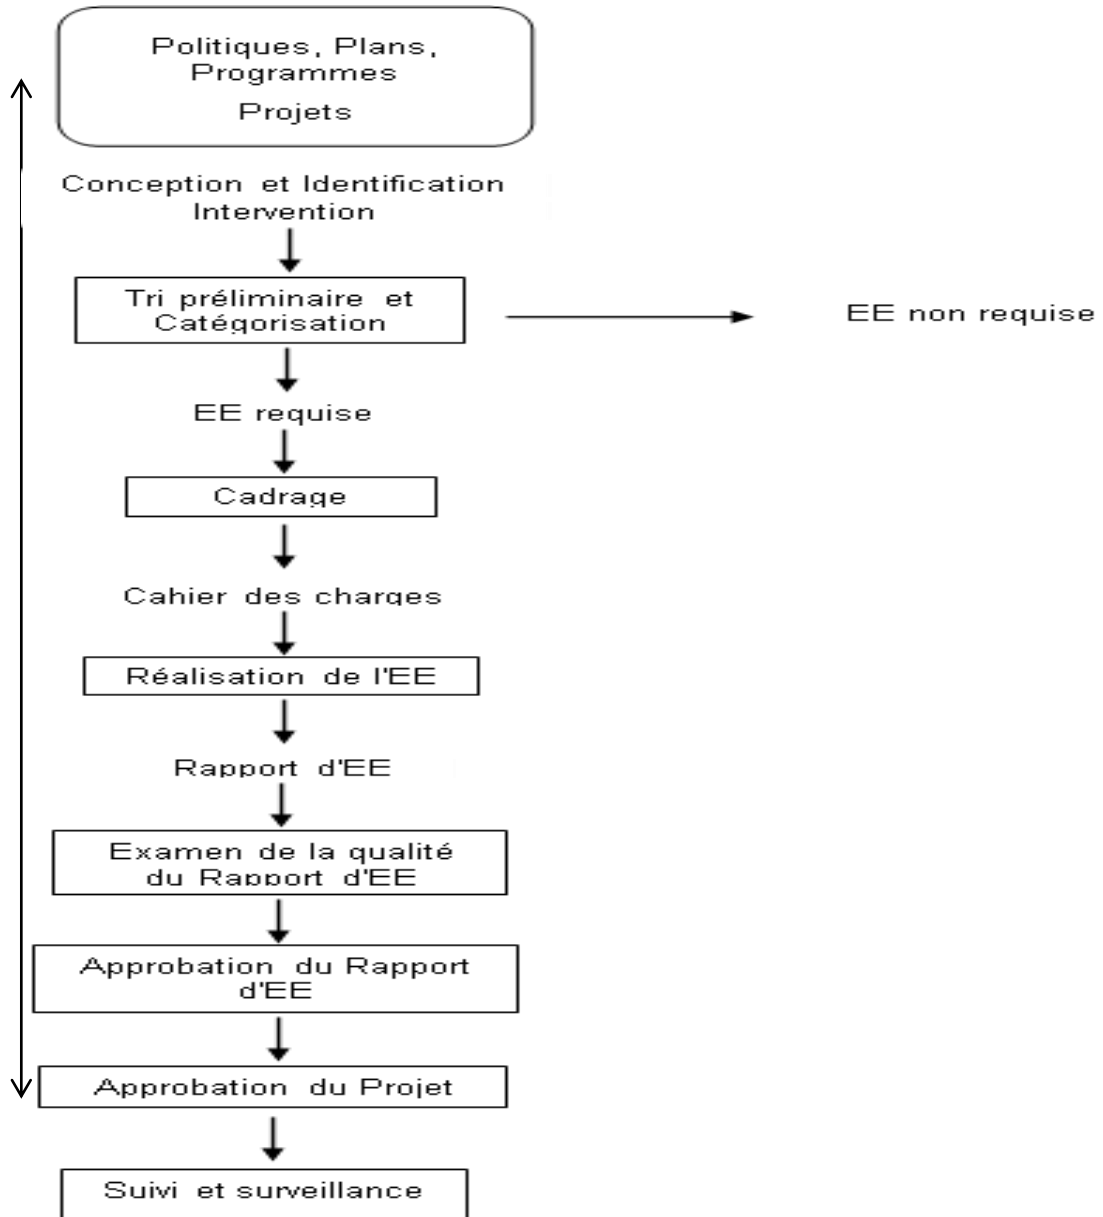 Politiques, Plans,
Programmes
Projets
Conception et Identification
Intervention
Tri préliminaire et
Catégorisation
EE non requise
EE requise
Cadrage
Cahier des charges
Réalisation de l'EE
Rapport d'EE
Examen de la qualité
du Rapport d'EE
Approbation du Rapport
d'EE
Approbation du Projet
Suivi et surveillance